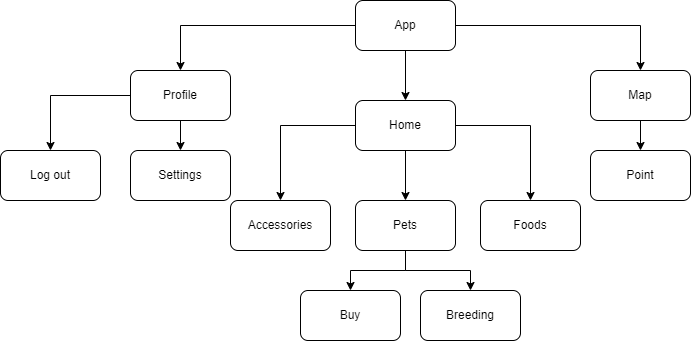 App
Profile
Map
Home
Log out
Settings
Point
Accessories
Pets
Foods
Buy
Breeding